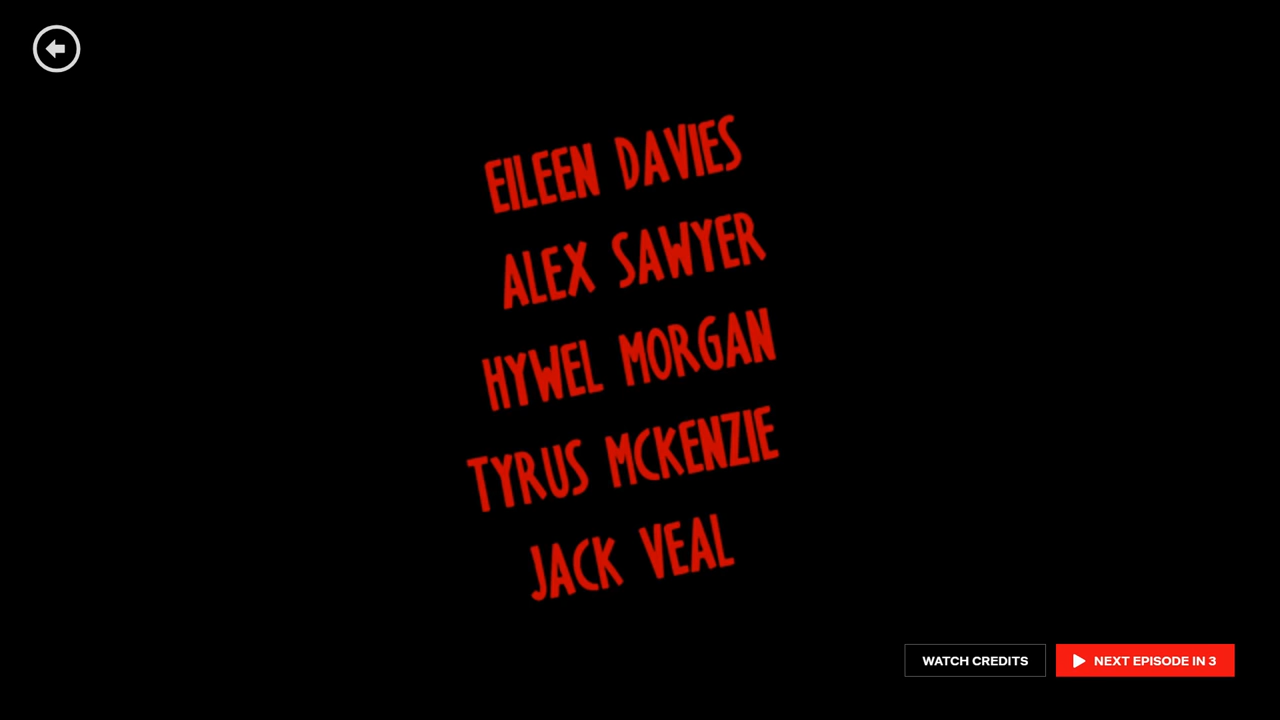 EILEEN DAVIES
ALEX SAWYER
HYWEL MORGAN
TYRUS MCKENZIE
JACK VEAL
WATCH CREDITS
NEXT EPISODE IN 3